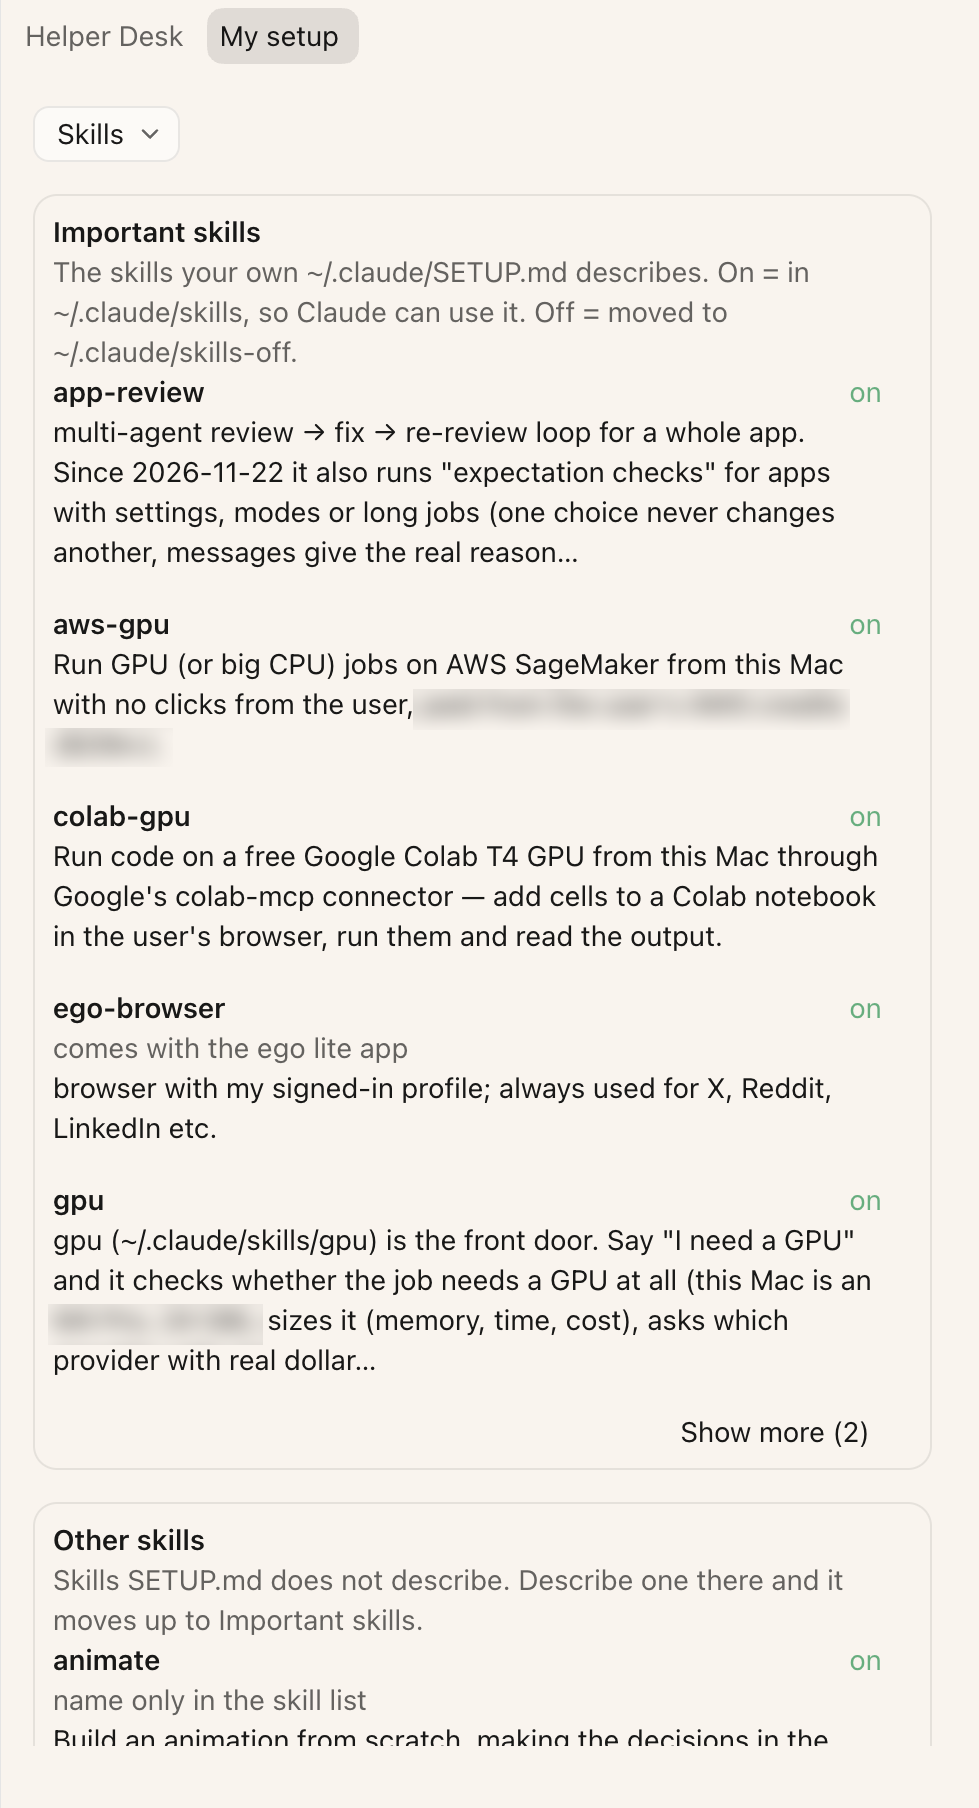 Helper Desk
My setup
Skills
Important skills
The skills your own ~/.claude/SETUP.md describes. On = in
~/.claude/skills, so Claude can use it. Off = moved to
~/.claude/skills-off.
app-review on
multi-agent review → fix → re-review loop for a whole app.
Since 2026-11-22 it also runs "expectation checks" for apps
with settings, modes or long jobs (one choice never changes
another, messages give the real reason...
aws-gpu on
Run GPU (or big CPU) jobs on AWS SageMaker from this Mac
with no clicks from the user,
colab-gpu on
Run code on a free Google Colab T4 GPU from this Mac through
Google's colab-mcp connector — add cells to a Colab notebook
in the user's browser, run them and read the output.
ego-browser on
comes with the ego lite app
browser with my signed-in profile; always used for X, Reddit,
LinkedIn etc.
gpu on
gpu (~/.claude/skills/gpu) is the front door. Say "I need a GPU"
and it checks whether the job needs a GPU at all (this Mac is an
sizes it (memory, time, cost), asks which
provider with real dollar...
Show more (2)
Other skills
Skills SETUP.md does not describe. Describe one there and it
moves up to Important skills.
animate on
name only in the skill list
Build an animation from scratch, making the decisions in the